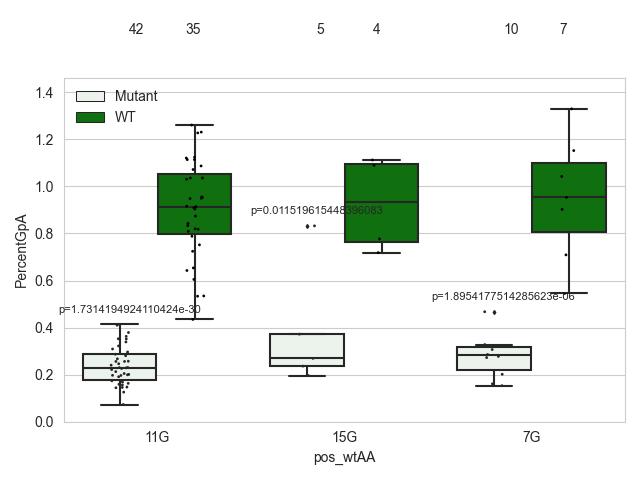 42 35 5 4 10 7
1.4
Mutant
WT
1.2
1.0
p=0.011519615448396083
0.8
PercentGpA
0.6
p=1.8954177514285623e-06
p=1.7314194924110424e-30
0.4
0.2
0.0
11G 15G 7G
pos_wtAA